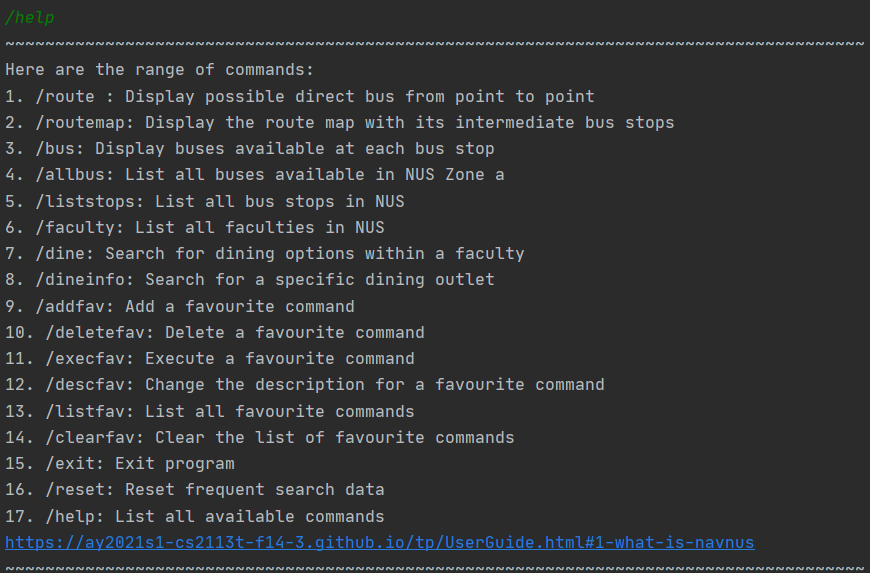 /help
~~~~~~~~~~~~~~~~~~~~~~~~~~~~~~~~~~~~~~~~~~~~~~~~~~~~~~~~~~~~~~~~~~~~~~~~~~~~~~~~~~~~~~
Here are the range of commands:
1. /route : Display possible direct bus from point to point
2. /routemap: Display the route map with its intermediate bus stops
3. /bus: Display buses available at each bus stop
4. /allbus: List all buses available in NUS Zone a
5. /liststops: List all bus stops in NUS
6. /faculty: List all faculties in NUS
7. /dine: Search for dining options within a faculty
8. /dineinfo: Search for a specific dining outlet
9. /addfav: Add a favourite command
10. /deletefav: Delete a favourite command
11. /execfav: Execute a favourite command
12. /descfav: Change the description for a favourite command
13. /listfav: List all favourite commands
14. /clearfav: Clear the list of favourite commands
15. /exit: Exit program
16. /reset: Reset frequent search data
17. /help: List all available commands
https://ay2021s1-cs2113t-f14-3.github.io/tp/UserGuide.html#1-what-is-navnus
~~~~~~~~~~~~~~~~~~~~~~~~~~~~~~~~~~~~~~~~~~~~~~~~~~~~~~~~~~~~~~~~~~~~~~~~~~~~~~~~~~~~~~